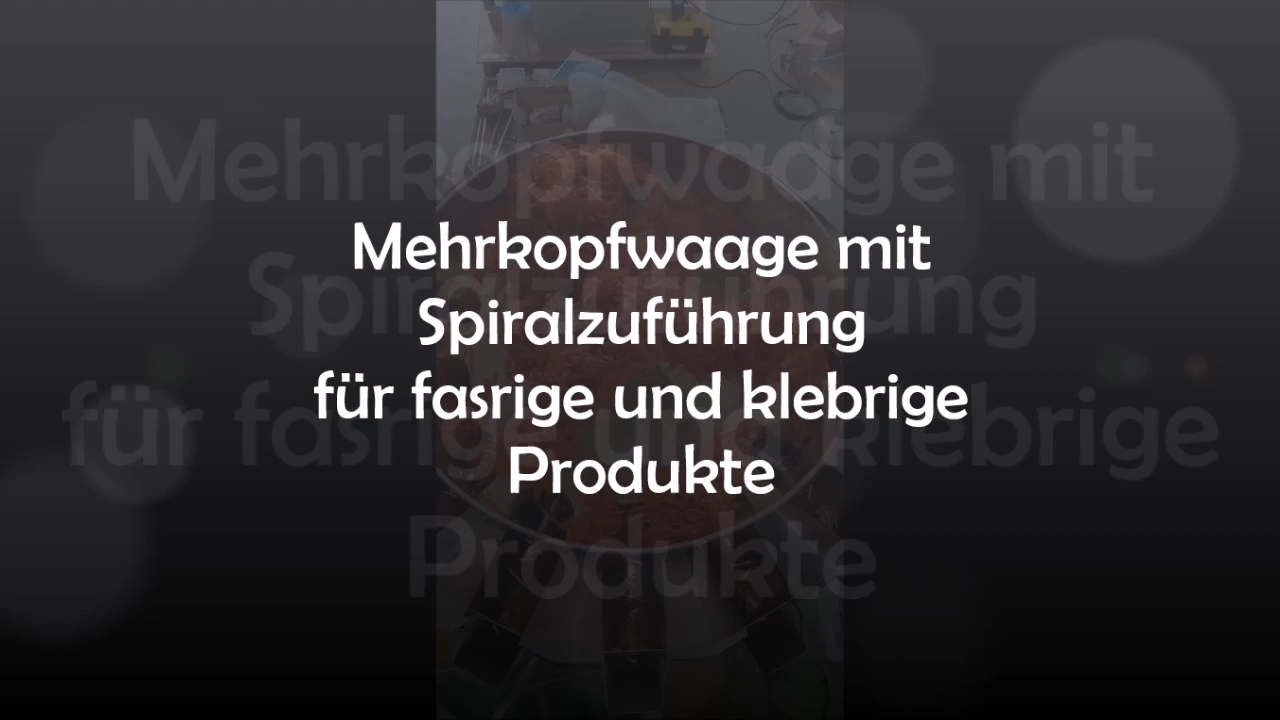 Mehrkopfwaage mit
Spiralzuführung
für fasrige und klebrige
Produkte